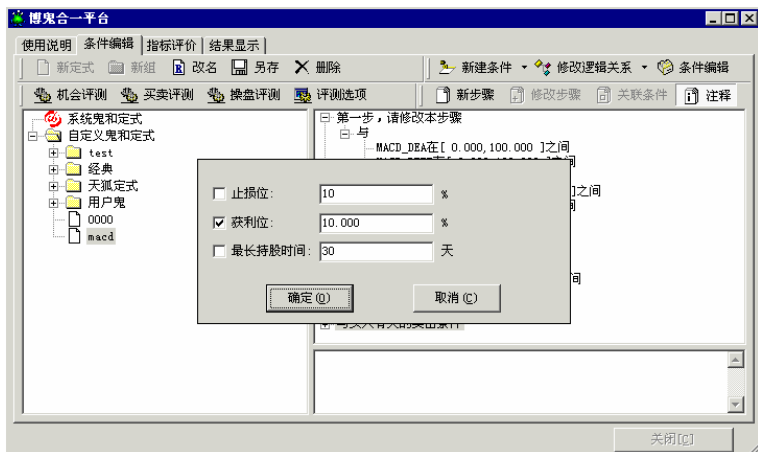 博鬼合一平台
使用说明 条件编辑 指标评价 结果显示
新定式 新组 改名 另存 删除 新建条件 修改逻辑关系 条件编辑
机会评测 买卖评测 操盘评测 评测选项 新步骤 修改步骤 关联条件 注释
系统鬼和定式
自定义鬼和定式
test
经典
天狐定式
用户鬼
0000
macd
第一步，请修改本步骤
与
MACD_DEA在[ 0.000,100.000 ]之间
]之间
间
止损位: 10 %
获利位: 10.000 %
最长持股时间: 30 天
确定(O) 取消(C)
关闭[C]